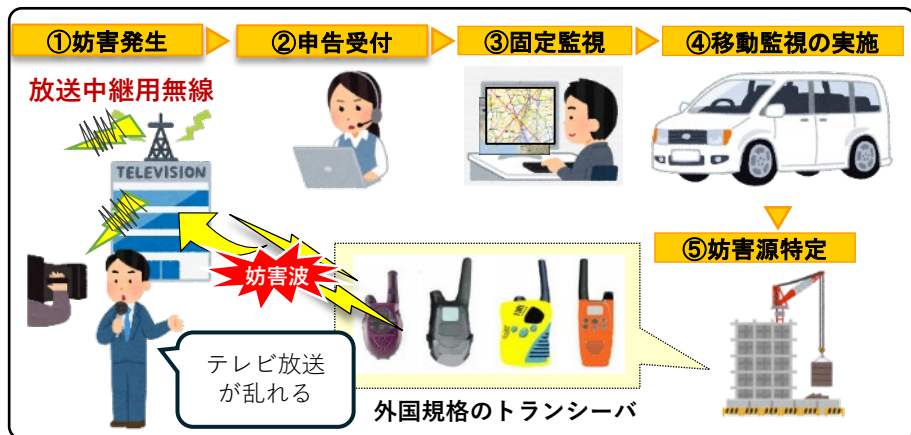 ①妨害発生
②申告受付
③固定監視
④移動監視の実施
放送中継用無線
TELEVISION
⑤妨害源特定
妨害波
テレビ放送
が乱れる
外国規格のトランシーバ